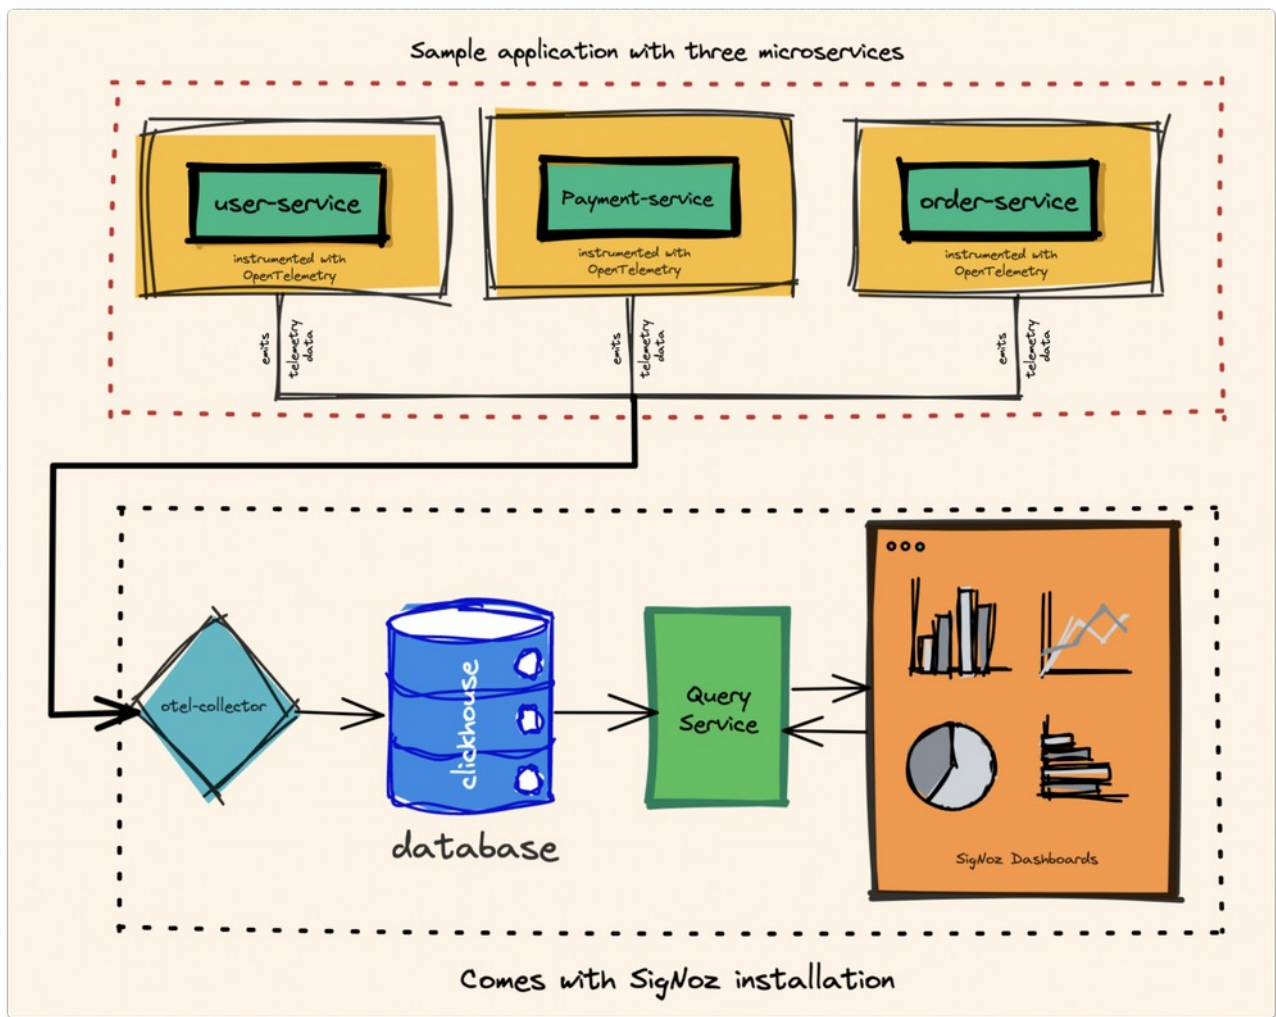 Sample application with three microservices
user-service
instrumented with
OpenTelemetry
Payment-service
instrumented with
OpenTelemetry
order-service
instrumented with
OpenTelemetry
emits
telemetry
data
emits
telemetry
data
emits
telemetry
data
otel-collector
clickhouse
database
Query
Service
SigNoz Dashboards
Comes with SigNoz installation